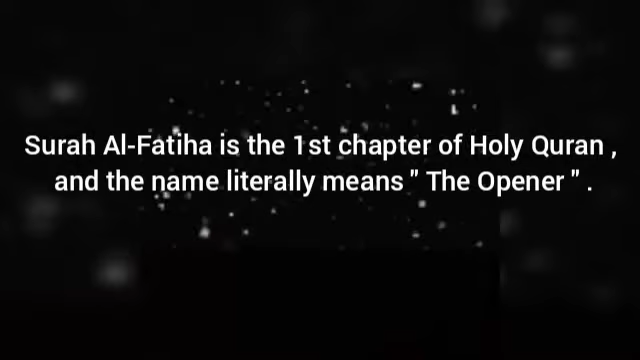 Surah Al-Fatiha is the 1st chapter of Holy Quran ,
and the name literally means " The Opener " .